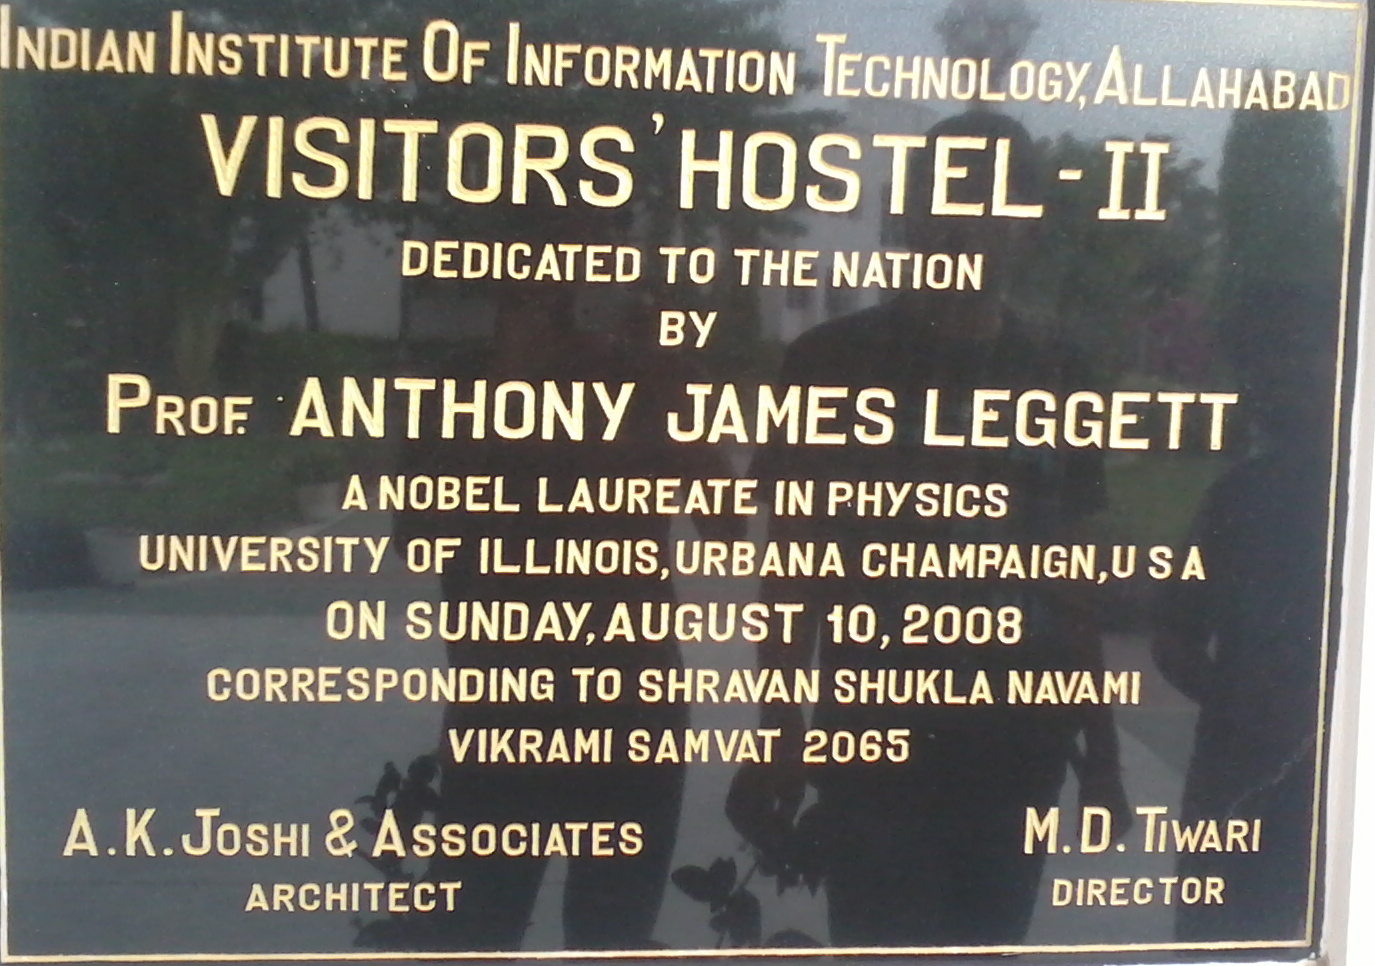 INDIAN INSTITUTE OF INFORMATION TECHNOLOGY, ALLAHABAD
VISITORS' HOSTEL - II
DEDICATED TO THE NATION
BY
PROF. ANTHONY JAMES LEGGETT
A NOBEL LAUREATE IN PHYSICS
UNIVERSITY OF ILLINOIS, URBANA CHAMPAIGN, U S A
ON SUNDAY, AUGUST 10, 2008
CORRESPONDING TO SHRAVAN SHUKLA NAVAMI
VIKRAMI SAMVAT 2065
A.K. JOSHI & ASSOCIATES
ARCHITECT
M.D. TIWARI
DIRECTOR